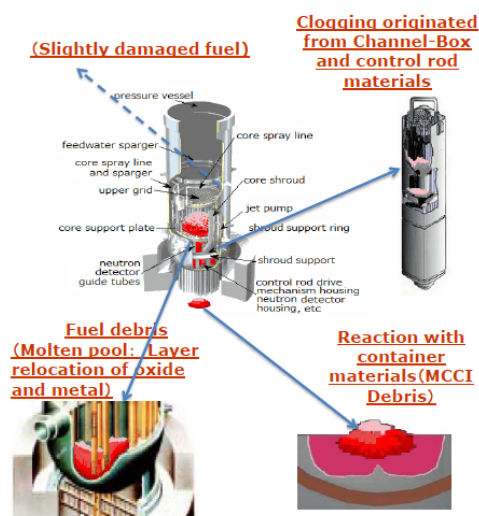 (Slightly damaged fuel)
Clogging originated
from Channel-Box
and control rod
materials
pressure vessel
feedwater sparger
core spray line
core spray line
and sparger
core shroud
upper grid
jet pump
core support plate
shroud support ring
neutron
detector
guide tubes
shroud support
control rod drive
mechanism housing
neutron detector
housing, etc
Fuel debris
(Molten pool: Layer
relocation of oxide
and metal)
Reaction with
container
materials(MCCI
Debris)